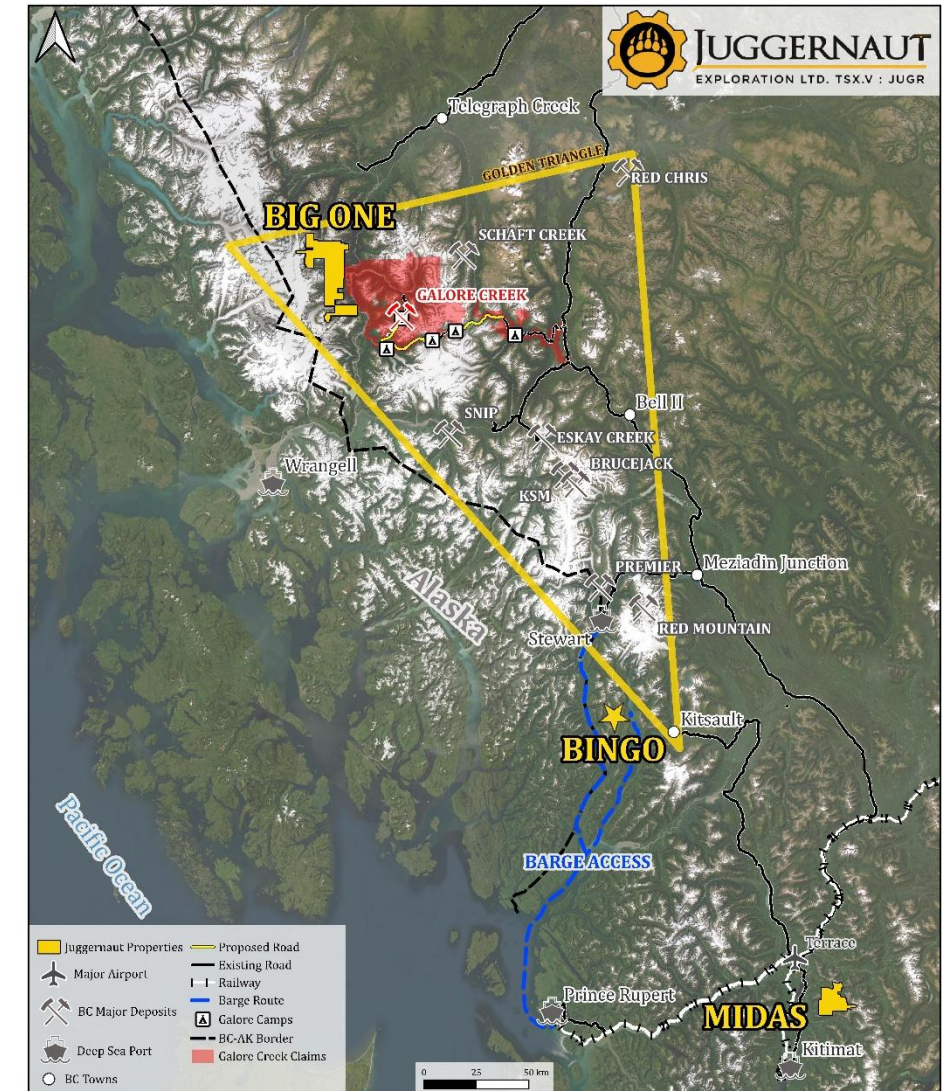 JUGGERNAUT
EXPLORATION LTD. TSX.V : JUGR
Telegraph Creek
GOLDEN TRIANGLE
RED CHRIS
BIG ONE
SCHAFT CREEK
GALORE CREEK
Bell II
SNIP
ESKAY CREEK
BRUCEJACK
Wrangell
KSM
PREMIER
Meziadin Junction
Alaska
RED MOUNTAIN
Stewart
Kitsault
BINGO
Pacific Ocean
BARGE ACCESS
Terrace
Prince Rupert
MIDAS
Kitimat
Juggernaut Properties
Major Airport
BC Major Deposits
Deep Sea Port
BC Towns
Proposed Road
Existing Road
Railway
Barge Route
Galore Camps
BC-AK Border
Galore Creek Claims
0 25 50 km